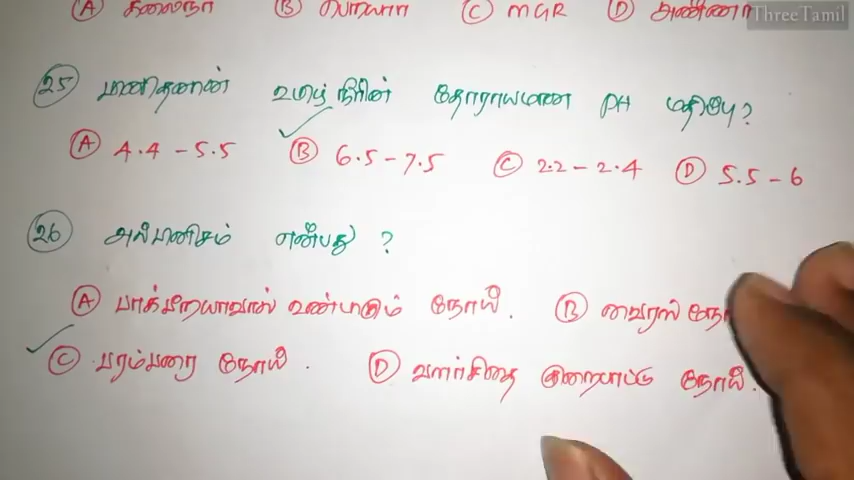 A கலைஞர் B பெரியார் C MGR D அண்ணா
ThreeTamil
25 மனிதனின் உமிழ் நீரின் தோராயமான PH மதிப்பு?
A 4.4 - 5.5 B 6.5 - 7.5 C 2.2 - 2.4 D 5.5 - 6
26 அல்பினிசம் என்பது ?
A பாக்டீரியாவால் உண்டாகும் நோய். B வைரஸ்
C பரம்பரை நோய். D வளர்சிதை குறைபாட்டு நோய்.